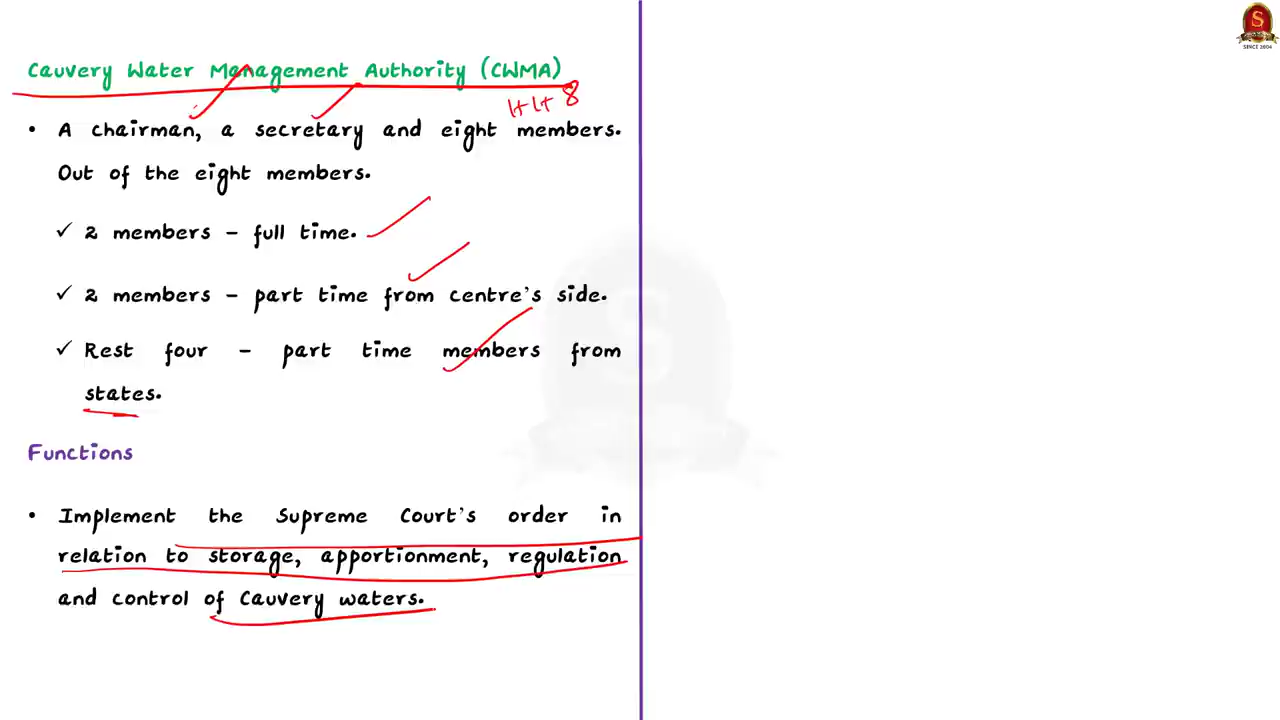 Cauvery Water Management Authority (CWMA)
1+1+8
• A chairman, a secretary and eight members.
Out of the eight members.
✓ 2 members – full time.
✓ 2 members – part time from centre's side.
✓ Rest four – part time members from
states.
Functions
• Implement the Supreme Court's order in
relation to storage, apportionment, regulation
and control of Cauvery waters.
S
SINCE 2004